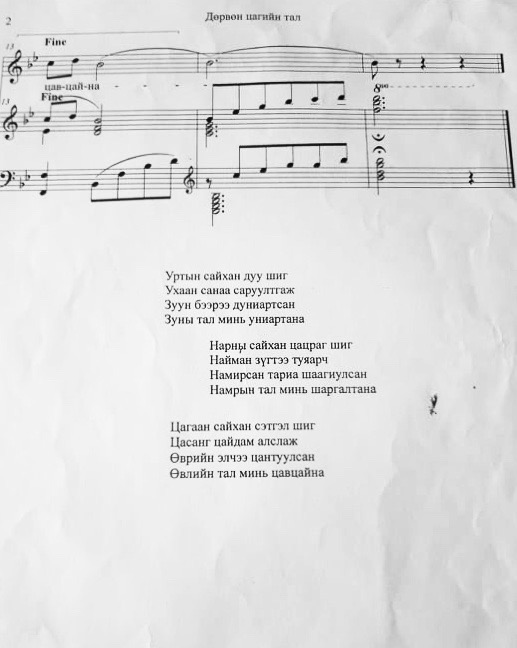 2
Дөрвөн цагийн тал
13
Fine
цав-цай-на - - - -
13
Fine
8va
Уртын сайхан дуу шиг
Ухаан санаа саруултгаж
Зуун бээрээ дуниартсан
Зуны тал минь униартана
Нарны сайхан цацраг шиг
Найман зүгтээ туяарч
Намирсан тариа шаагиулсан
Намрын тал минь шаргалтана
Цагаан сайхан сэтгэл шиг
Цасанг цайдам алслаж
Өврийн элчээ цантуулсан
Өвлийн тал минь цавцайна